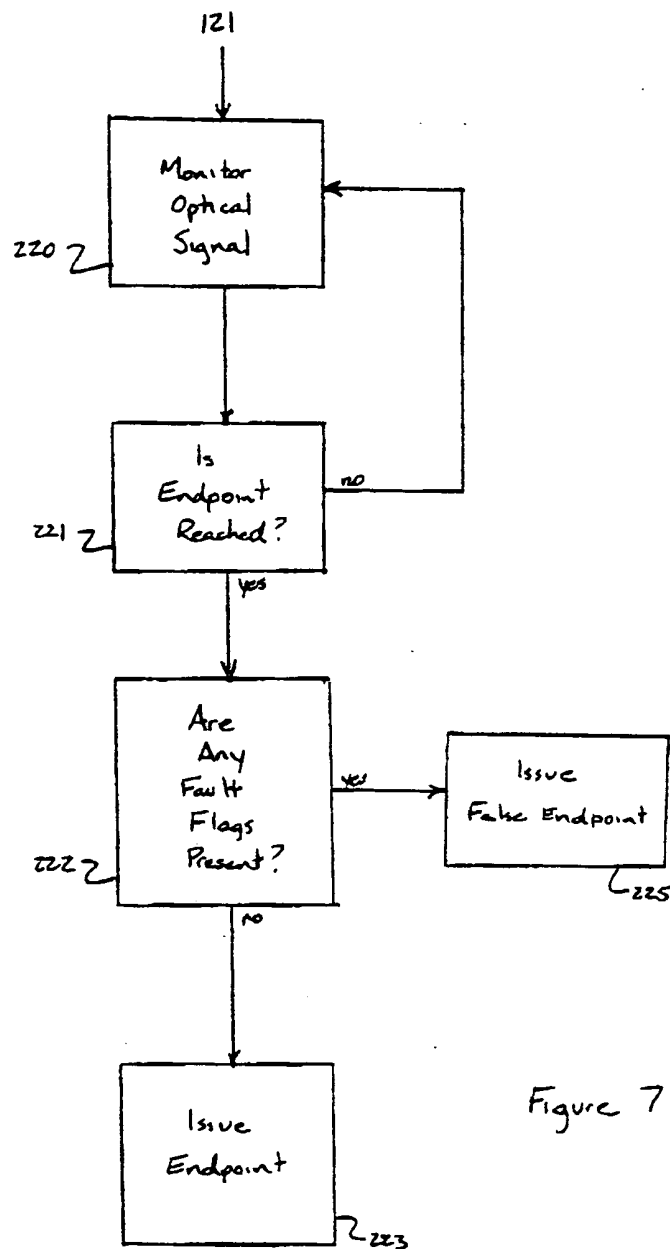 121
Monitor
Optical
Signal
220
Is
Endpoint
Reached?
no
221
yes
Are
Any
Fault
Flags
Present?
yes
222
Issue
False Endpoint
225
no
Issue
Endpoint
223
Figure 7